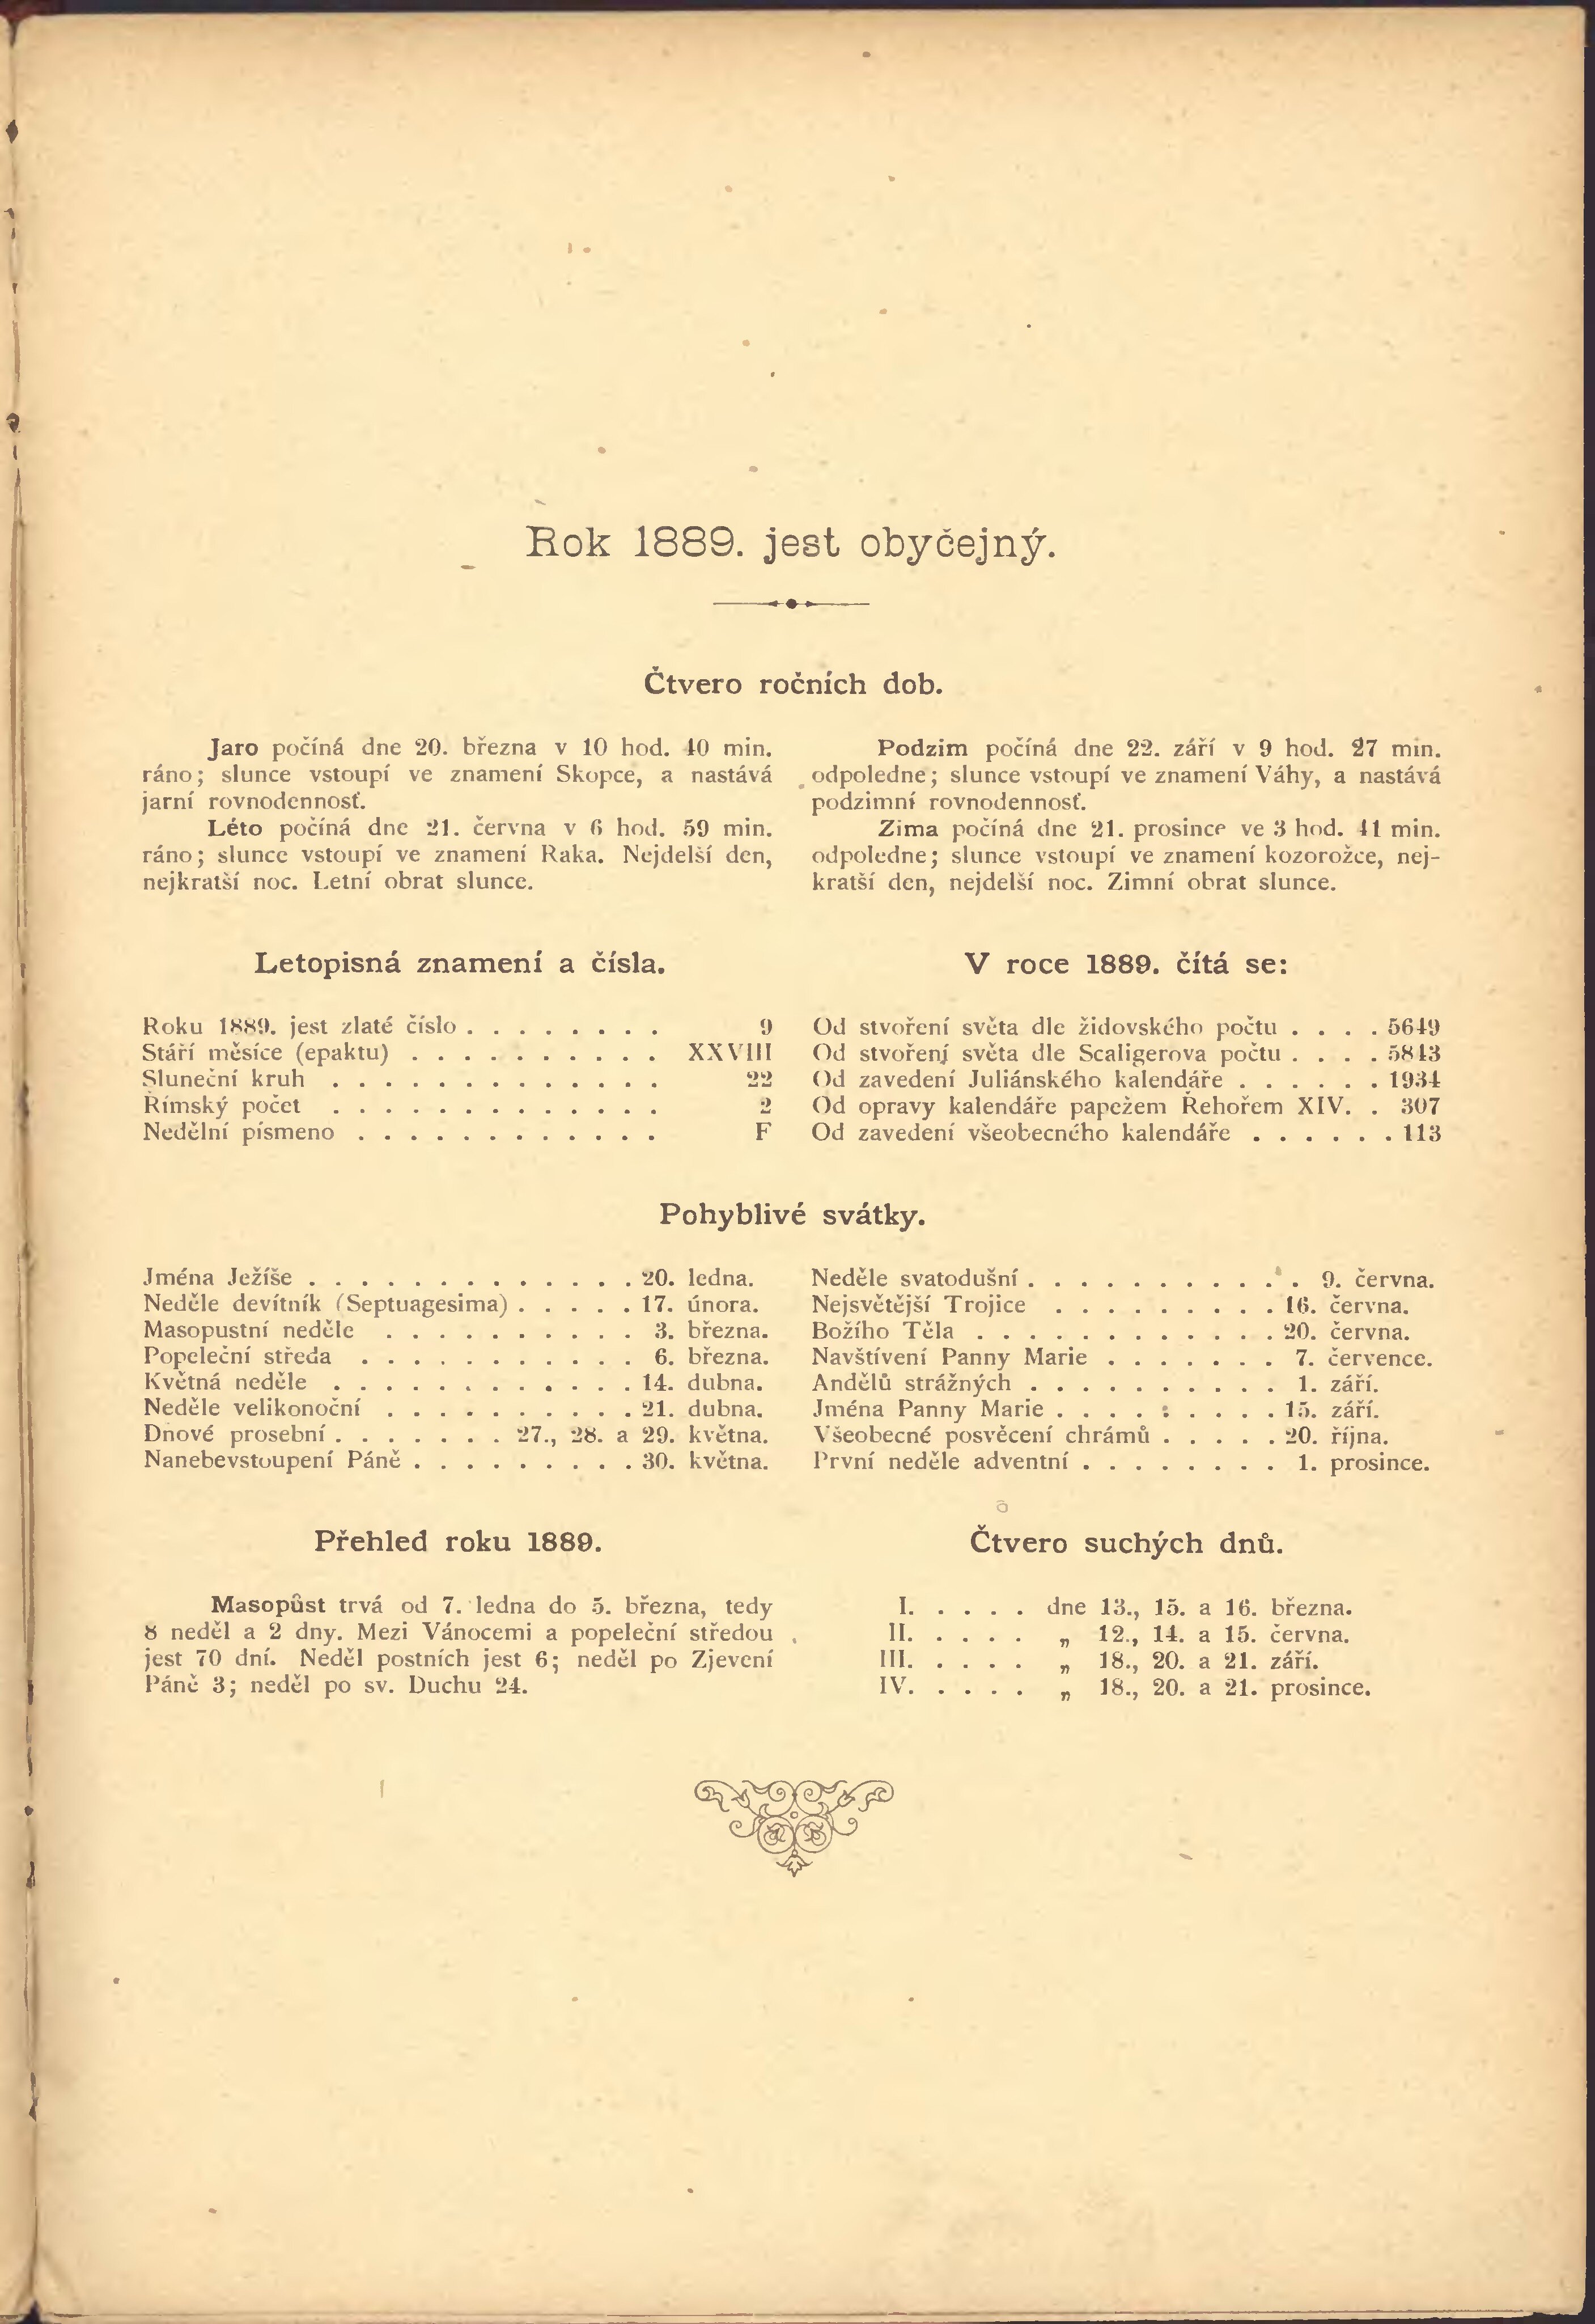 Rok 1889. jest obyčejný.
Čtvero ročních dob.
Jaro počíná dne 20. března v 10 hod. 40 min.
ráno; slunce vstoupí ve znamení Skopce, a nastává
jarní rovnodennosť.
Léto počíná dne 21. června v 6 hod. 59 min.
ráno; slunce vstoupí ve znamení Raka. Nejdelší den,
nejkratší noc. Letní obrat slunce.
Podzim počíná dne 22. září v 9 hod. 27 min.
odpoledne; slunce vstoupí ve znamení Váhy, a nastává
podzimní rovnodennosť.
Zima počíná dne 21. prosince ve 3 hod. 41 min.
odpoledne; slunce vstoupí ve znamení kozorožce, nej-
kratší den, nejdelší noc. Zimní obrat slunce.
Letopisná znamení a čísla.
Roku 1889. jest zlaté číslo . . . . . . . . 9
Stáří měsíce (epaktu) . . . . . . . . . . XXVIII
Sluneční kruh . . . . . . . . . . . . . 22
Římský počet . . . . . . . . . . . . . 2
Nedělní písmeno . . . . . . . . . . . . F
V roce 1889. čítá se:
Od stvoření světa dle židovského počtu . . . . 5649
Od stvoření světa dle Scaligerova počtu . . . . 5843
Od zavedení Juliánského kalendáře . . . . . . 1934
Od opravy kalendáře papežem Řehořem XIV. . 307
Od zavedení všeobecného kalendáře . . . . . . 113
Pohyblivé svátky.
Jména Ježíše . . . . . . . . . . . . . 20. ledna.
Neděle devítník (Septuagesima) . . . . . 17. února.
Masopustní neděle . . . . . . . . . . 3. března.
Popeleční středa . . . . . . . . . . . 6. března.
Květná neděle . . . . . . . . . . . . 14. dubna.
Neděle velikonoční . . . . . . . . . . 21. dubna.
Dnové prosební . . . . . . . 27., 28. a 29. května.
Nanebevstoupení Páně . . . . . . . . . 30. května.
Neděle svatodušní . . . . . . . . . . . 9. června.
Nejsvětější Trojice . . . . . . . . . 16. června.
Božího Těla . . . . . . . . . . . . 20. června.
Navštívení Panny Marie . . . . . . . 7. července.
Andělů strážných . . . . . . . . . . 1. září.
Jména Panny Marie . . . . . . . . . 15. září.
Všeobecné posvěcení chrámů . . . . . 20. října.
První neděle adventní . . . . . . . . 1. prosince.
Přehled roku 1889.
Masopůst trvá od 7. ledna do 5. března, tedy
8 neděl a 2 dny. Mezi Vánocemi a popeleční středou
jest 70 dní. Neděl postních jest 6; neděl po Zjevení
Páně 3; neděl po sv. Duchu 24.
Čtvero suchých dnů.
I. . . . . dne 13., 15. a 16. března.
II. . . . . „ 12., 14. a 15. června.
III. . . . . „ 18., 20. a 21. září.
IV. . . . . „ 18., 20. a 21. prosince.